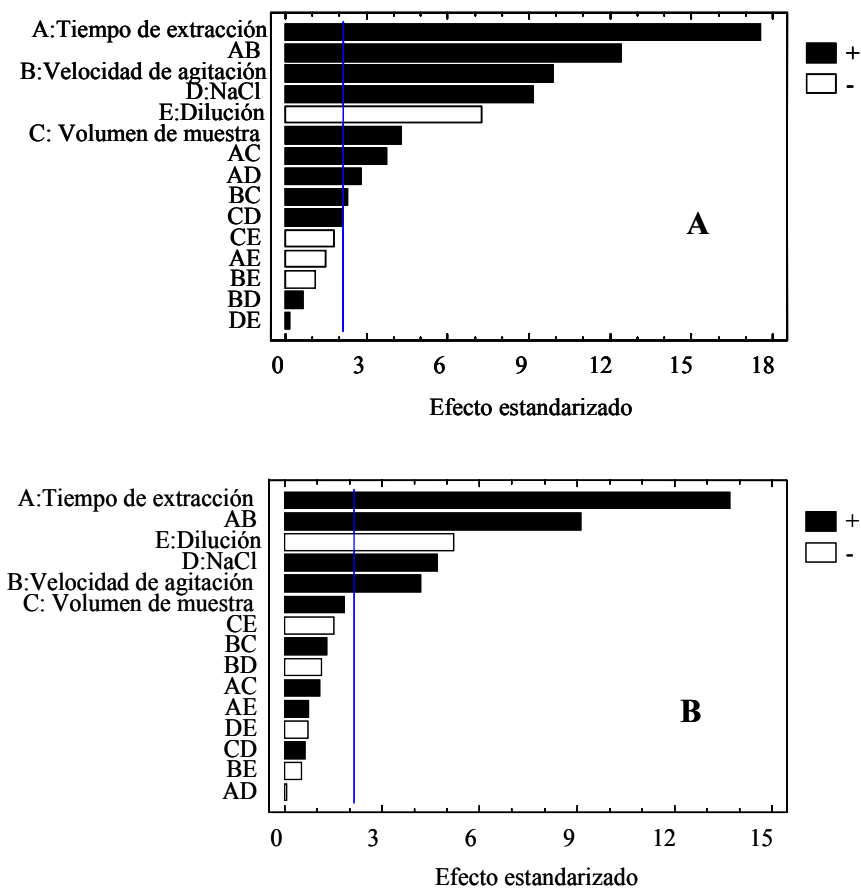 A:Tiempo de extracción
AB
B:Velocidad de agitación
D:NaCl
E:Dilución
C: Volumen de muestra
AC
AD
BC
CD
CE
AE
BE
BD
DE
+
-
A
0 3 6 9 12 15 18
Efecto estandarizado
A:Tiempo de extracción
AB
E:Dilución
D:NaCl
B:Velocidad de agitación
C: Volumen de muestra
CE
BC
BD
AC
AE
DE
CD
BE
AD
+
-
B
0 3 6 9 12 15
Efecto estandarizado